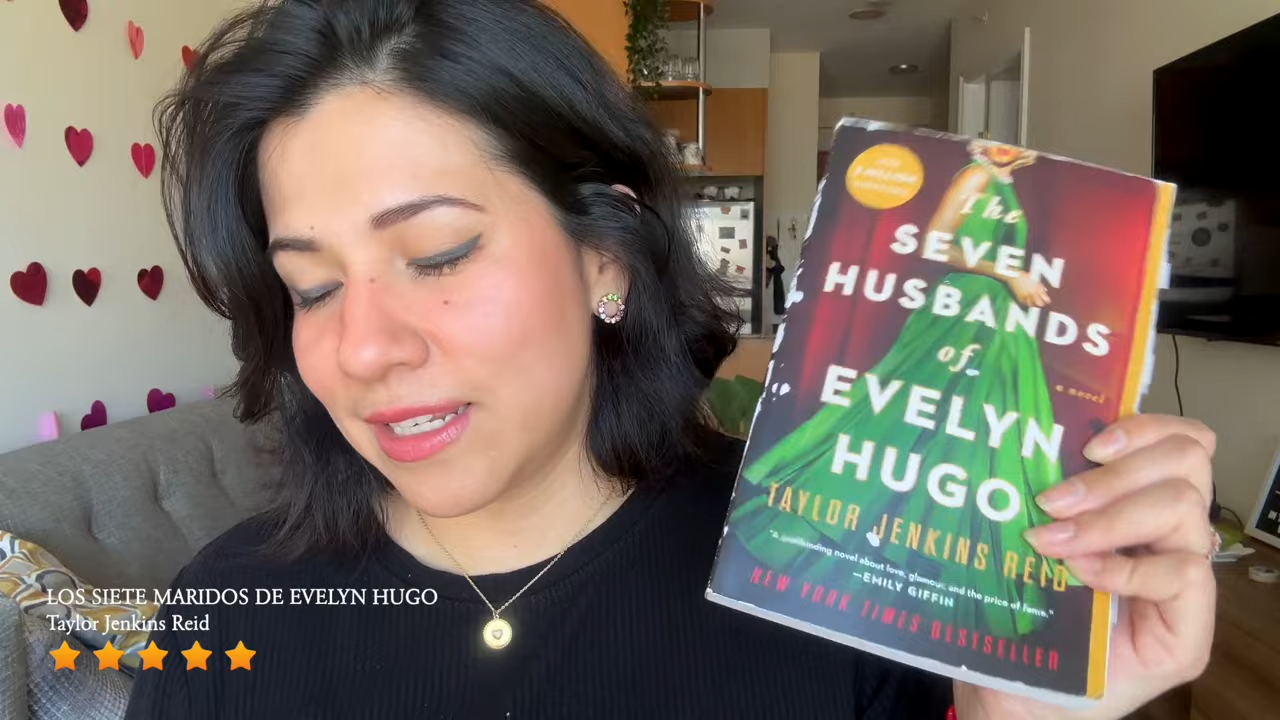 The
SEVEN
HUSBANDS
of
EVELYN
HUGO
a novel
TAYLOR JENKINS REID
"A spellbinding novel about love, glamour, and the price of fame."
—EMILY GIFFIN
NEW YORK TIMES BESTSELLER
LOS SIETE MARIDOS DE EVELYN HUGO
Taylor Jenkins Reid